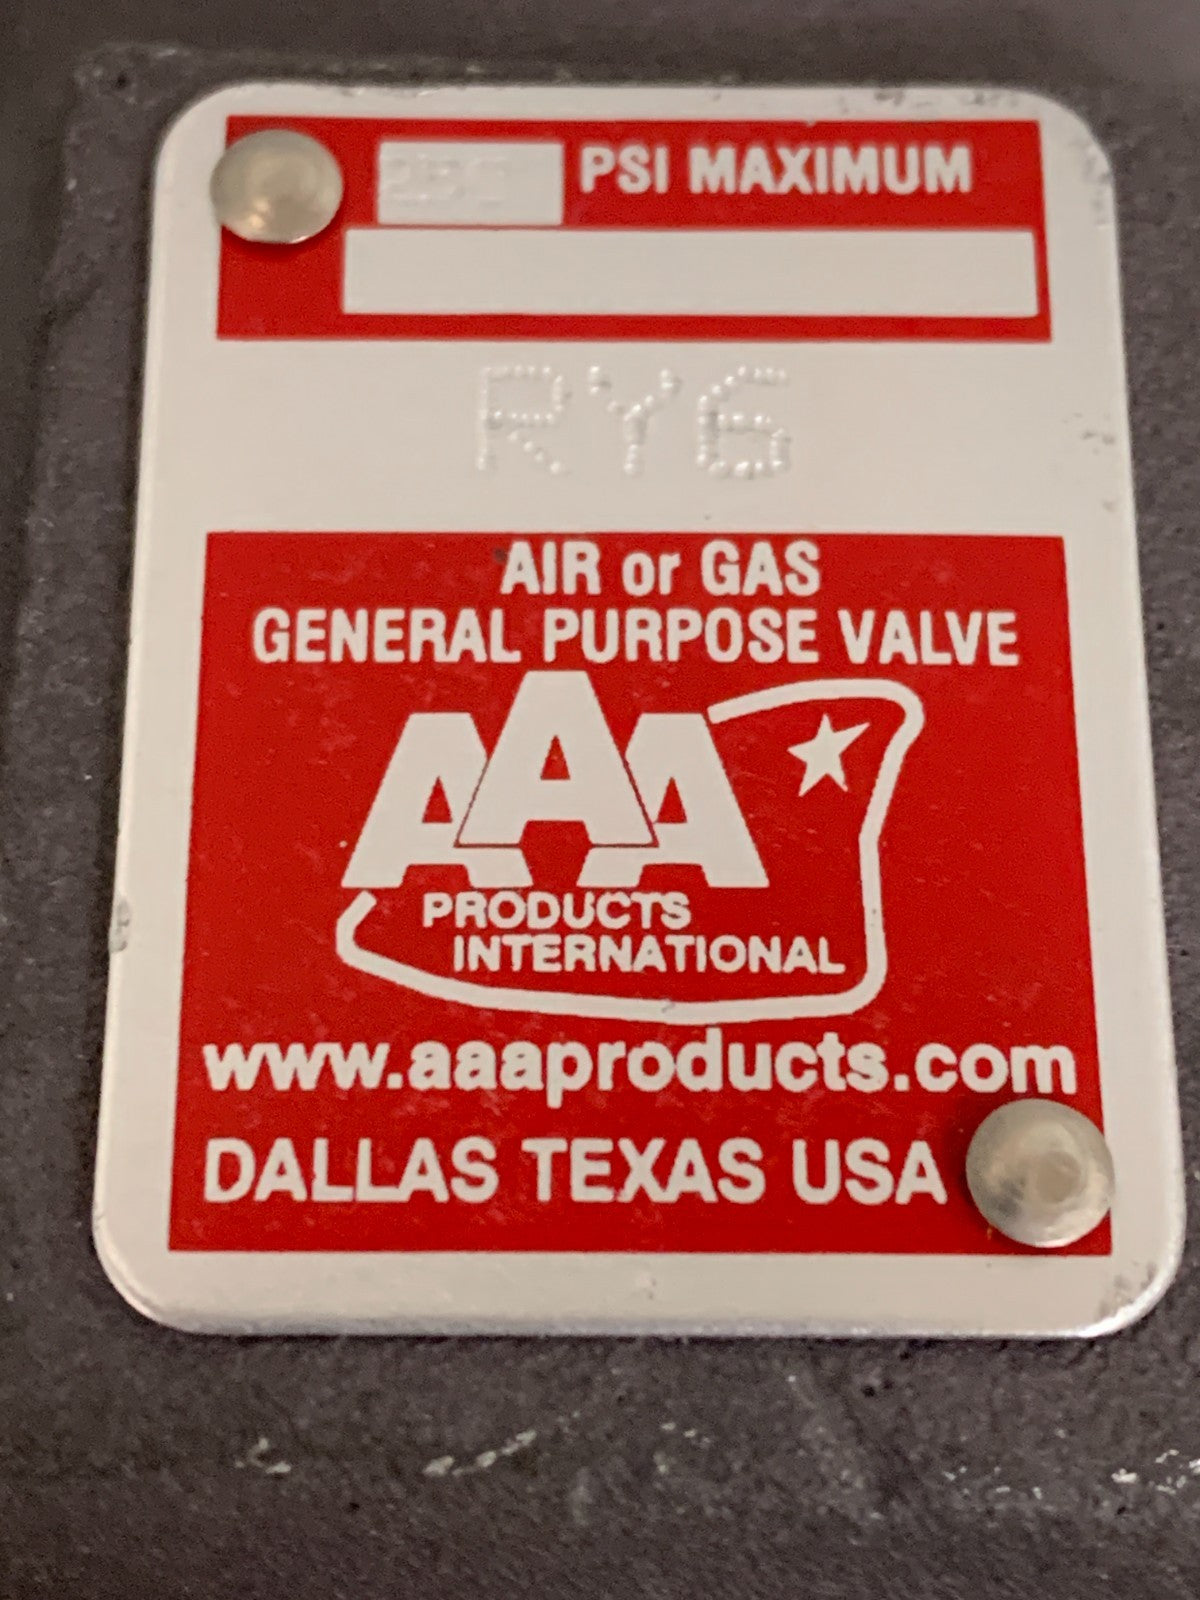 PSI MAXIMUM
RY6
AIR or GAS
GENERAL PURPOSE VALVE
AAA
PRODUCTS
INTERNATIONAL
www.aaaproducts.com
DALLAS TEXAS USA